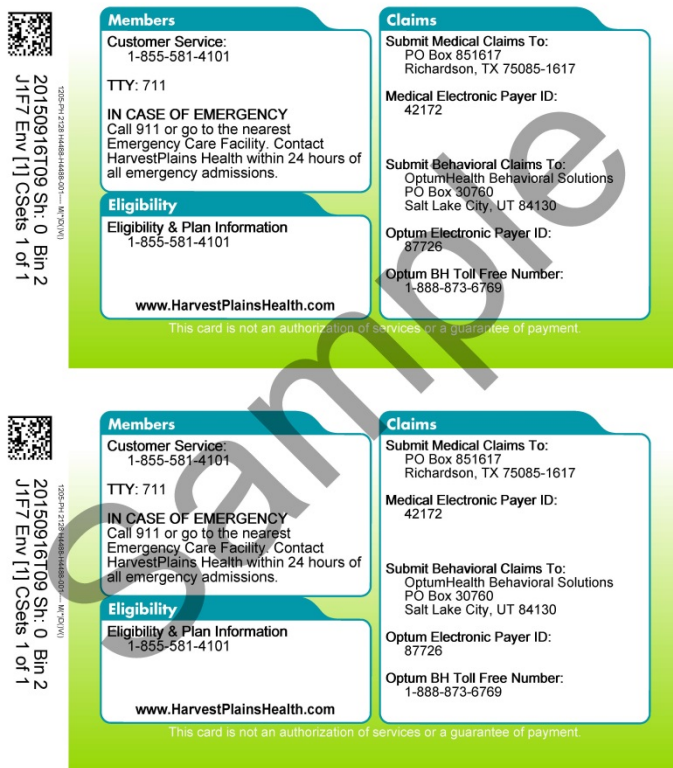 Members
Customer Service:
1-855-581-4101
TTY: 711
IN CASE OF EMERGENCY
Call 911 or go to the nearest
Emergency Care Facility. Contact
HarvestPlains Health within 24 hours of
all emergency admissions.
Eligibility
Eligibility & Plan Information
1-855-581-4101
www.HarvestPlainsHealth.com
Claims
Submit Medical Claims To:
PO Box 851617
Richardson, TX 75085-1617
Medical Electronic Payer ID:
42172
Submit Behavioral Claims To:
OptumHealth Behavioral Solutions
PO Box 30760
Salt Lake City, UT 84130
Optum Electronic Payer ID:
87726
Optum BH Toll Free Number:
1-888-873-6769
This card is not an authorization of services or a guarantee of payment.
1205-PH 2128 H4488-H4488-001
20150916T09 Sh: 0 Bin 2
J1F7 Env [1] CSets 1 of 1
Sample
Members
Customer Service:
1-855-581-4101
TTY: 711
IN CASE OF EMERGENCY
Call 911 or go to the nearest
Emergency Care Facility. Contact
HarvestPlains Health within 24 hours of
all emergency admissions.
Eligibility
Eligibility & Plan Information
1-855-581-4101
www.HarvestPlainsHealth.com
Claims
Submit Medical Claims To:
PO Box 851617
Richardson, TX 75085-1617
Medical Electronic Payer ID:
42172
Submit Behavioral Claims To:
OptumHealth Behavioral Solutions
PO Box 30760
Salt Lake City, UT 84130
Optum Electronic Payer ID:
87726
Optum BH Toll Free Number:
1-888-873-6769
This card is not an authorization of services or a guarantee of payment.
1205-PH 2128 H4488-H4488-001
20150916T09 Sh: 0 Bin 2
J1F7 Env [1] CSets 1 of 1